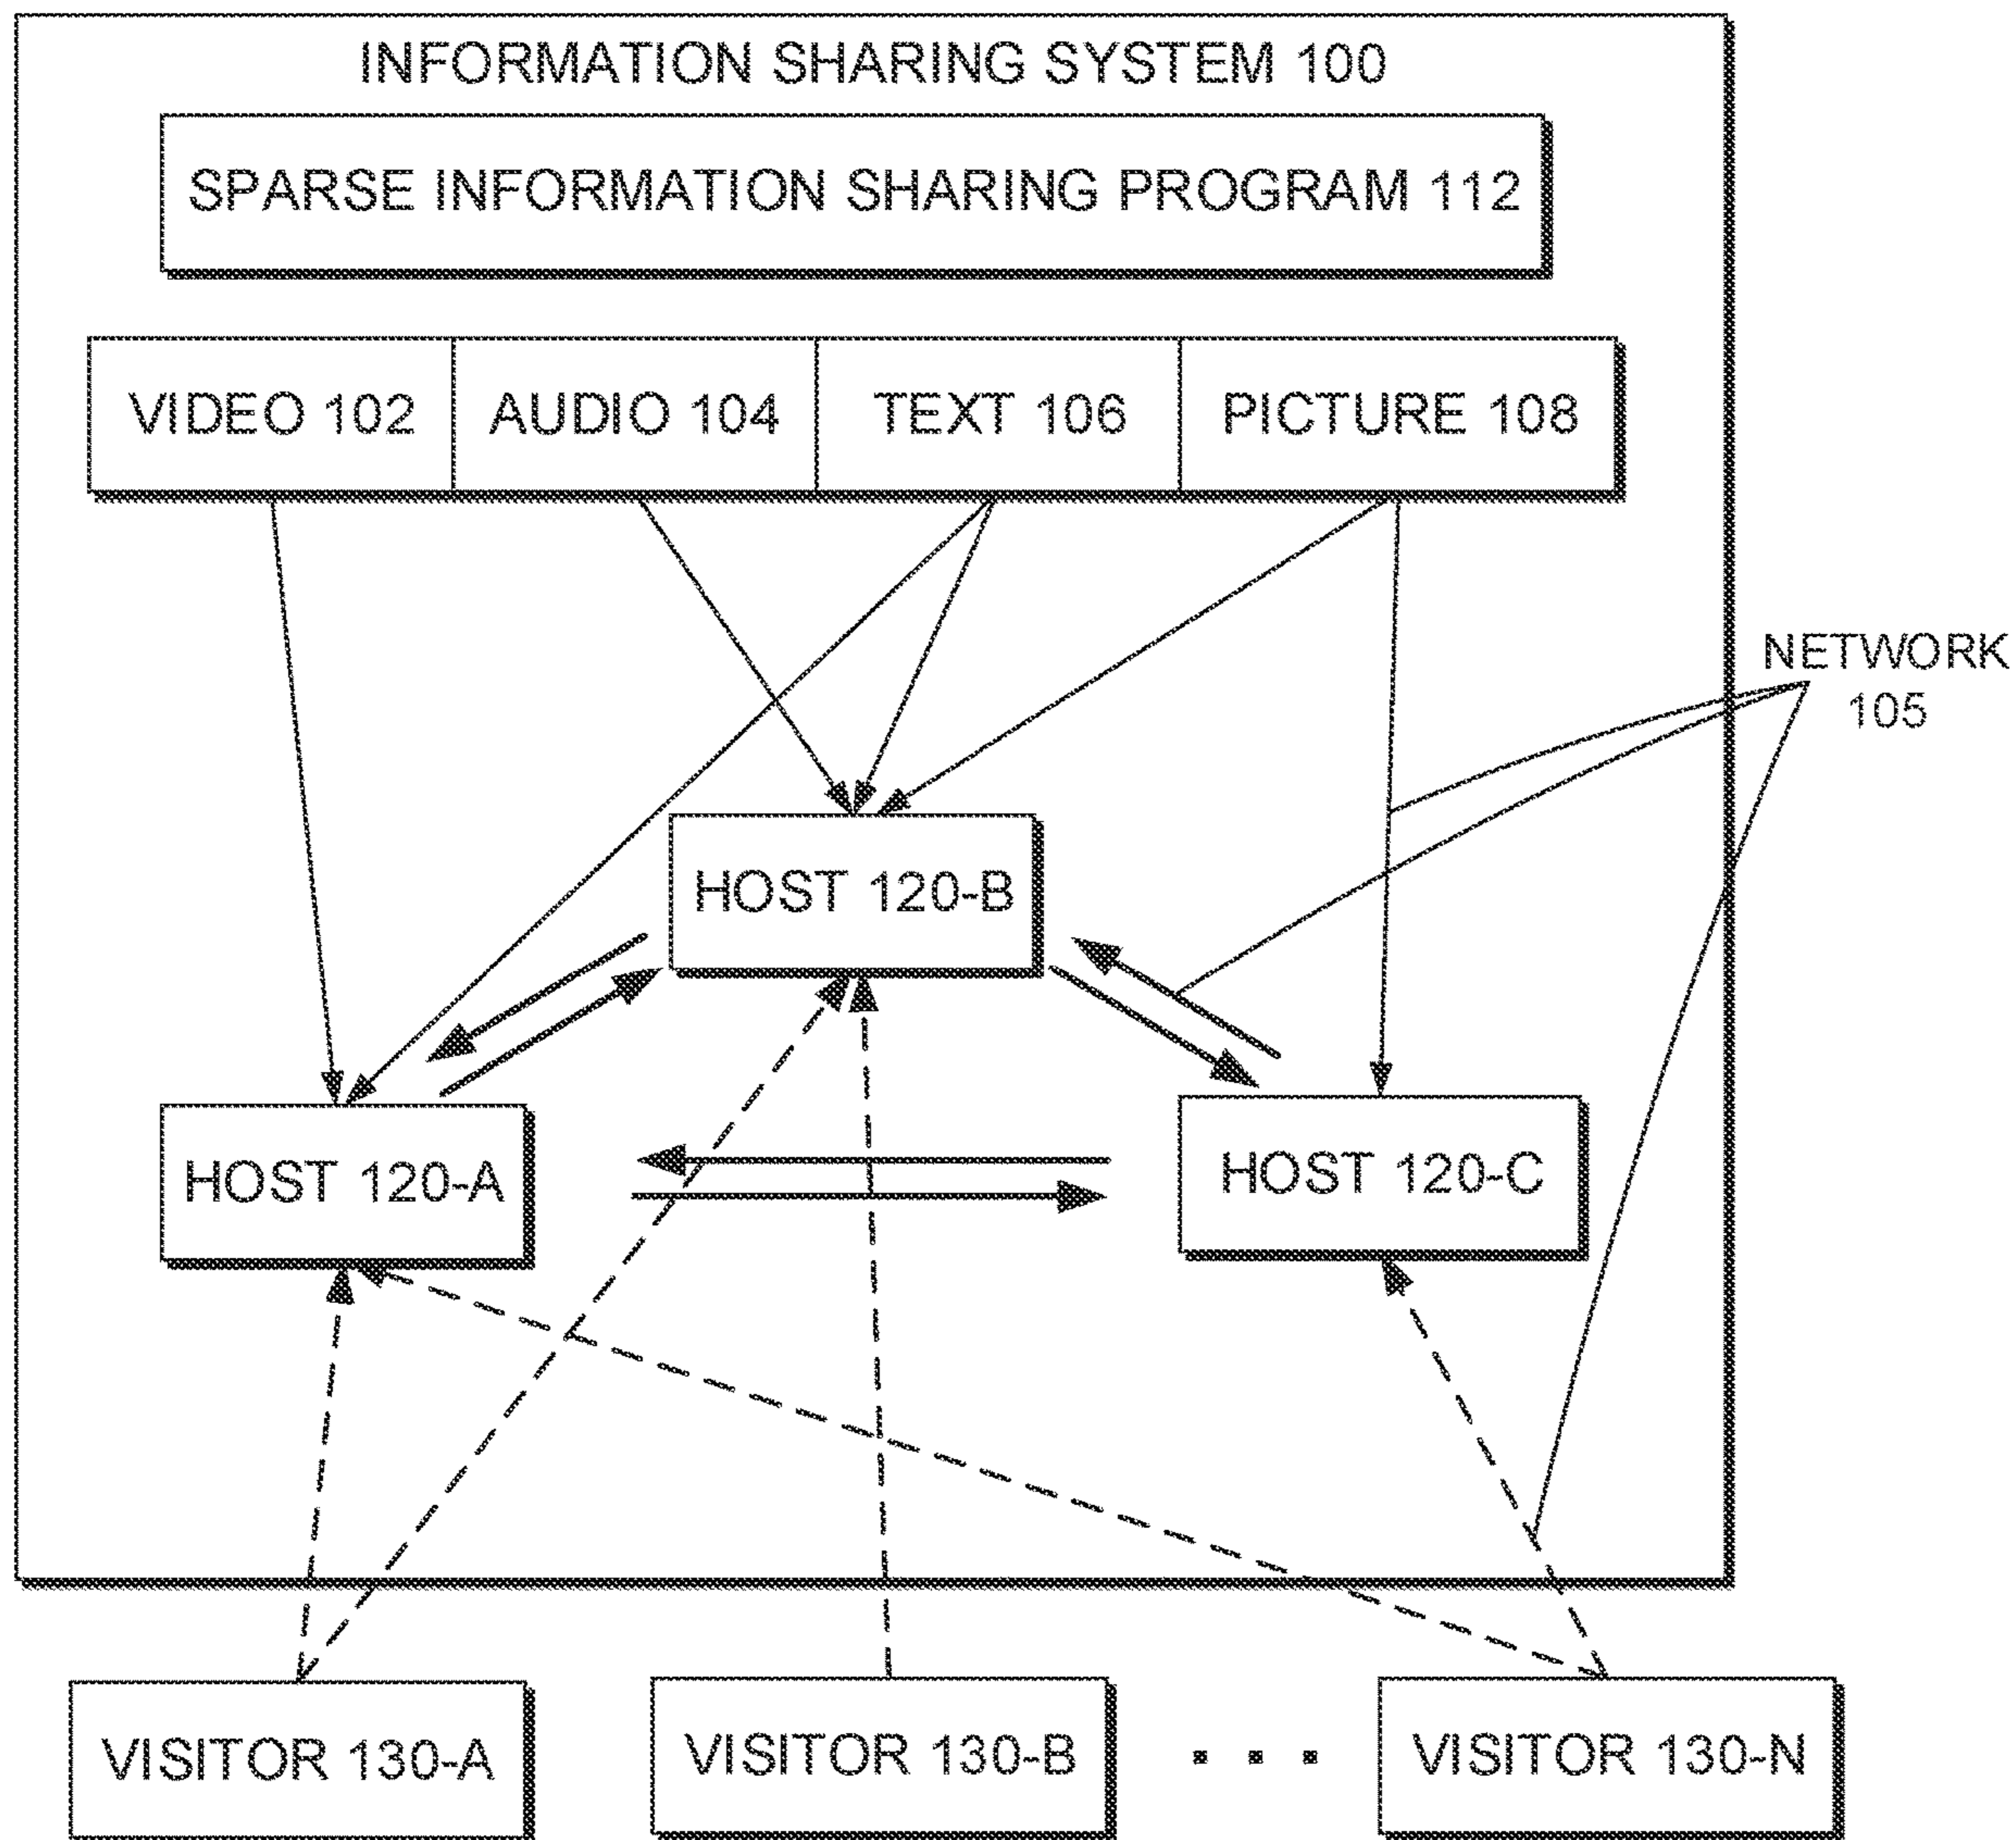 INFORMATION SHARING SYSTEM 100
SPARSE INFORMATION SHARING PROGRAM 112
VIDEO 102
AUDIO 104
TEXT 106
PICTURE 108
NETWORK
105
HOST 120-B
HOST 120-A
HOST 120-C
VISITOR 130-A
VISITOR 130-B
. . .
VISITOR 130-N